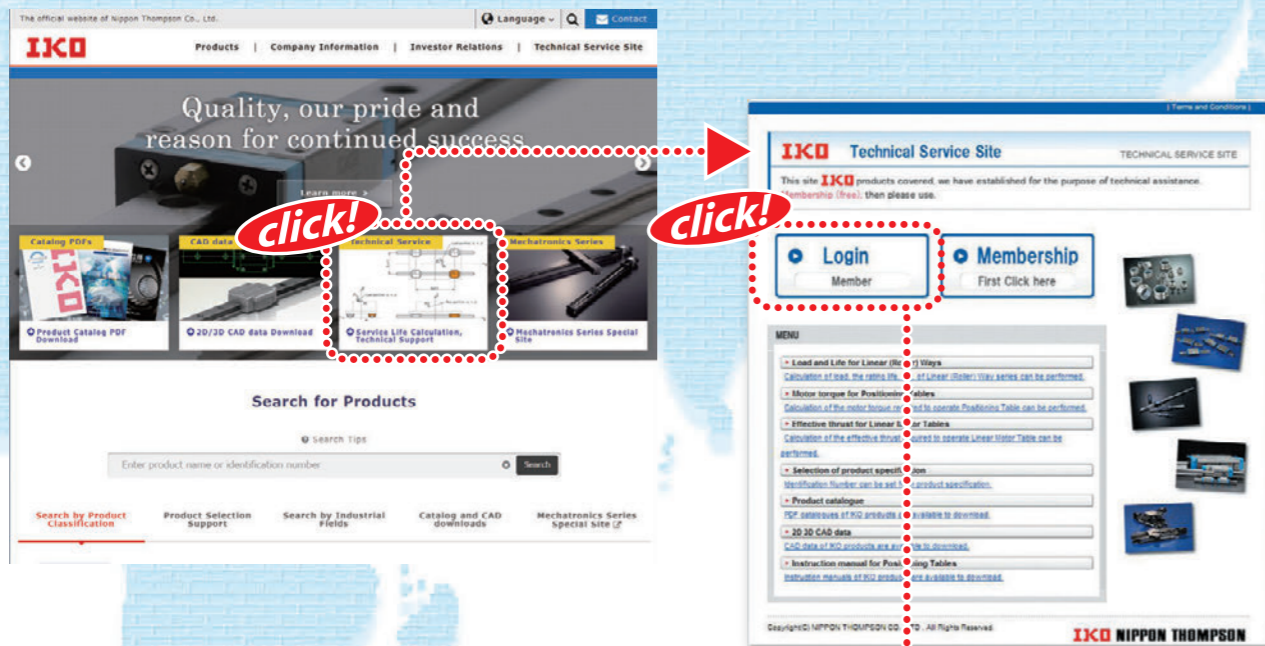 The official website of Nippon Thompson Co., Ltd.
Language
Contact
IKO
Products | Company Information | Investor Relations | Technical Service Site
Quality, our pride and
reason for continued success
Learn more >
click!
Catalog PDFs
Product Catalog PDF
Download
CAD data
2D/3D CAD data Download
Technical Service
Service Life Calculation,
Technical Support
Mechatronics Series
Mechatronics Series Special
Site
Search for Products
Search Tips
Enter product name or identification number
Search
Search by Product
Classification
Product Selection
Support
Search by Industrial
Fields
Catalog and CAD
downloads
Mechatronics Series
Special Site
| Terms and Conditions |
IKO Technical Service Site
TECHNICAL SERVICE SITE
This site IKO products covered, we have established for the purpose of technical assistance.
Membership (free), then please use.
click!
Login
Member
Membership
First Click here
MENU
Load and Life for Linear (Roller) Ways
Calculation of load, the rating life, of Linear (Roller) Way series can be performed.
Motor torque for Positioning Tables
Calculation of the motor torque required to operate Positioning Table can be performed.
Effective thrust for Linear Motor Tables
Calculation of the effective thrust required to operate Linear Motor Table can be
performed.
Selection of product specification
Identification Number can be set product specification.
Product catalogue
PDF catalogues of IKO products available to download.
2D 3D CAD data
CAD data of IKO products are available to download.
Instruction manual for Positioning Tables
Instruction manuals of IKO products are available to download.
Copyright(C) NIPPON THOMPSON CO., LTD. All Rights Reserved.
IKO NIPPON THOMPSON